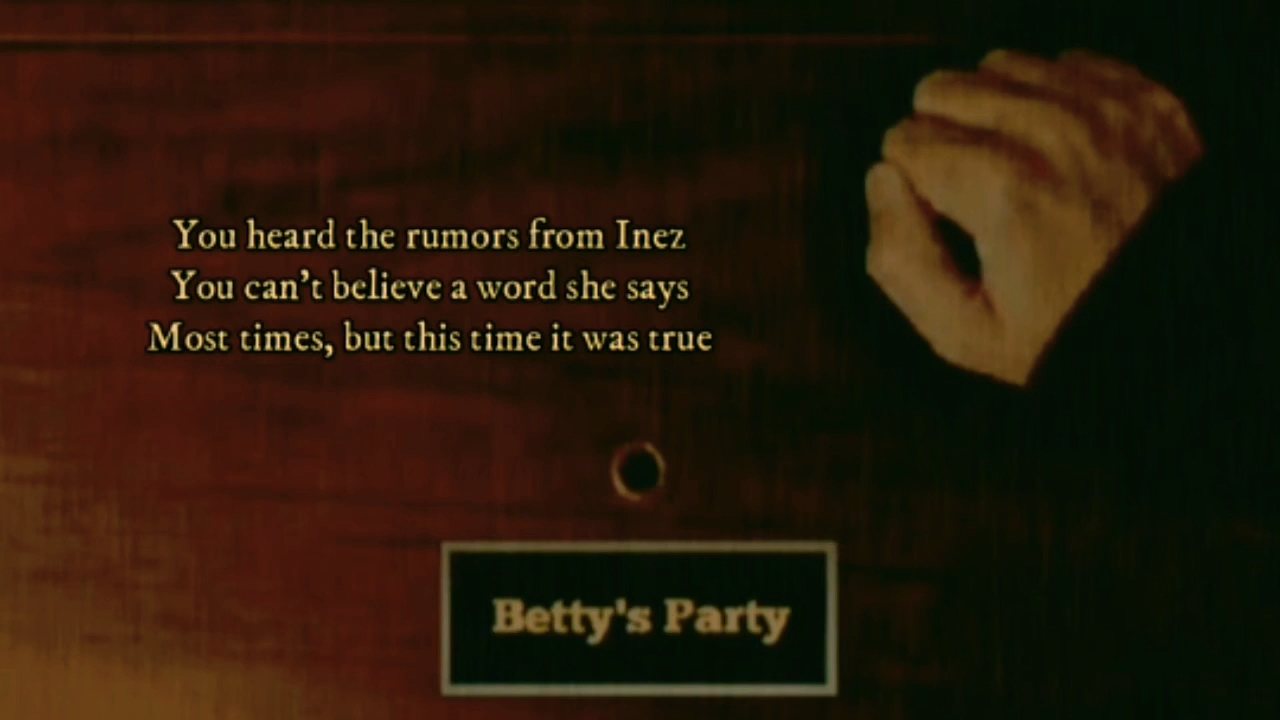 You heard the rumors from Inez
You can't believe a word she says
Most times, but this time it was true
Betty's Party